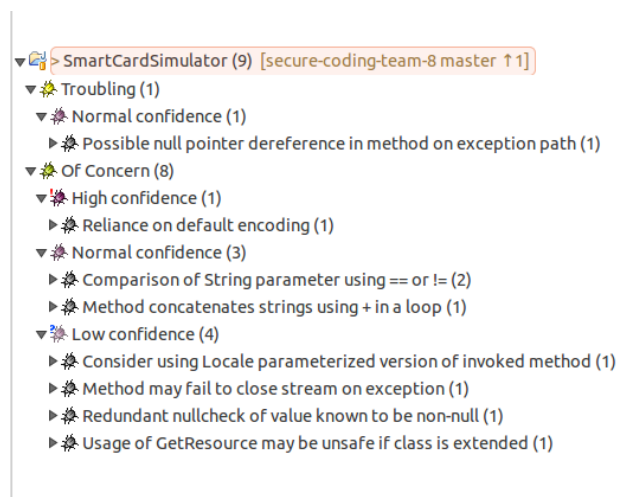 > SmartCardSimulator (9) [secure-coding-team-8 master ↑1]
Troubling (1)
Normal confidence (1)
Possible null pointer dereference in method on exception path (1)
Of Concern (8)
High confidence (1)
Reliance on default encoding (1)
Normal confidence (3)
Comparison of String parameter using == or != (2)
Method concatenates strings using + in a loop (1)
Low confidence (4)
Consider using Locale parameterized version of invoked method (1)
Method may fail to close stream on exception (1)
Redundant nullcheck of value known to be non-null (1)
Usage of GetResource may be unsafe if class is extended (1)